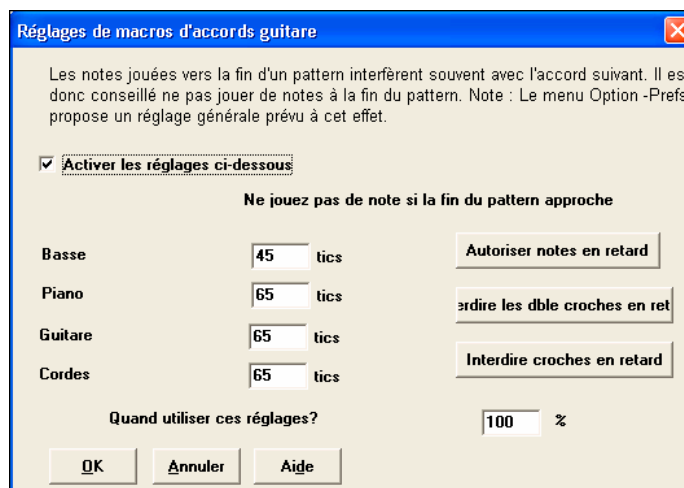 Réglages de macros d'accords guitare
Les notes jouées vers la fin d'un pattern interfèrent souvent avec l'accord suivant. Il es
donc conseillé ne pas jouer de notes à la fin du pattern. Note : Le menu Option -Prefs
propose un réglage générale prévu à cet effet.
Activer les réglages ci-dessous
Ne jouez pas de note si la fin du pattern approche
Basse 45 tics Autoriser notes en retard
Piano 65 tics erdire les dble croches en ret
Guitare 65 tics
Cordes 65 tics Interdire croches en retard
Quand utiliser ces réglages? 100 %
OK Annuler Aide